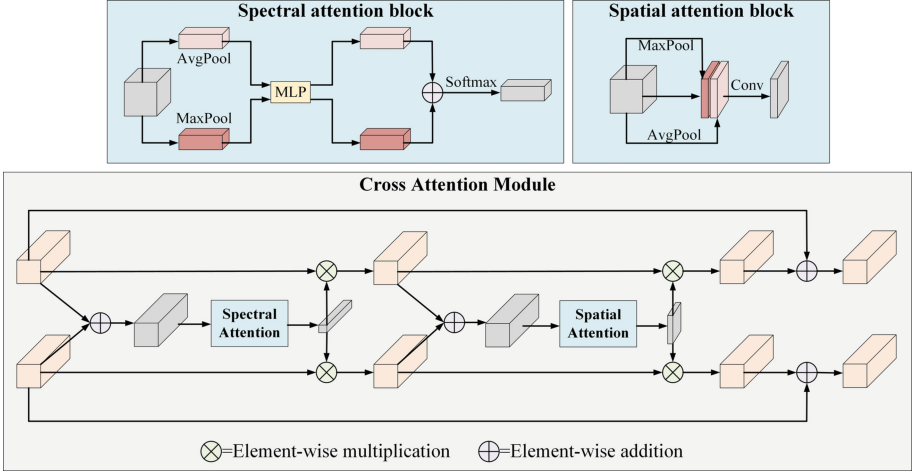 Spectral attention block
AvgPool
MLP
MaxPool
Softmax
Spatial attention block
MaxPool
Conv
AvgPool
Cross Attention Module
Spectral
Attention
Spatial
Attention
=Element-wise multiplication
=Element-wise addition